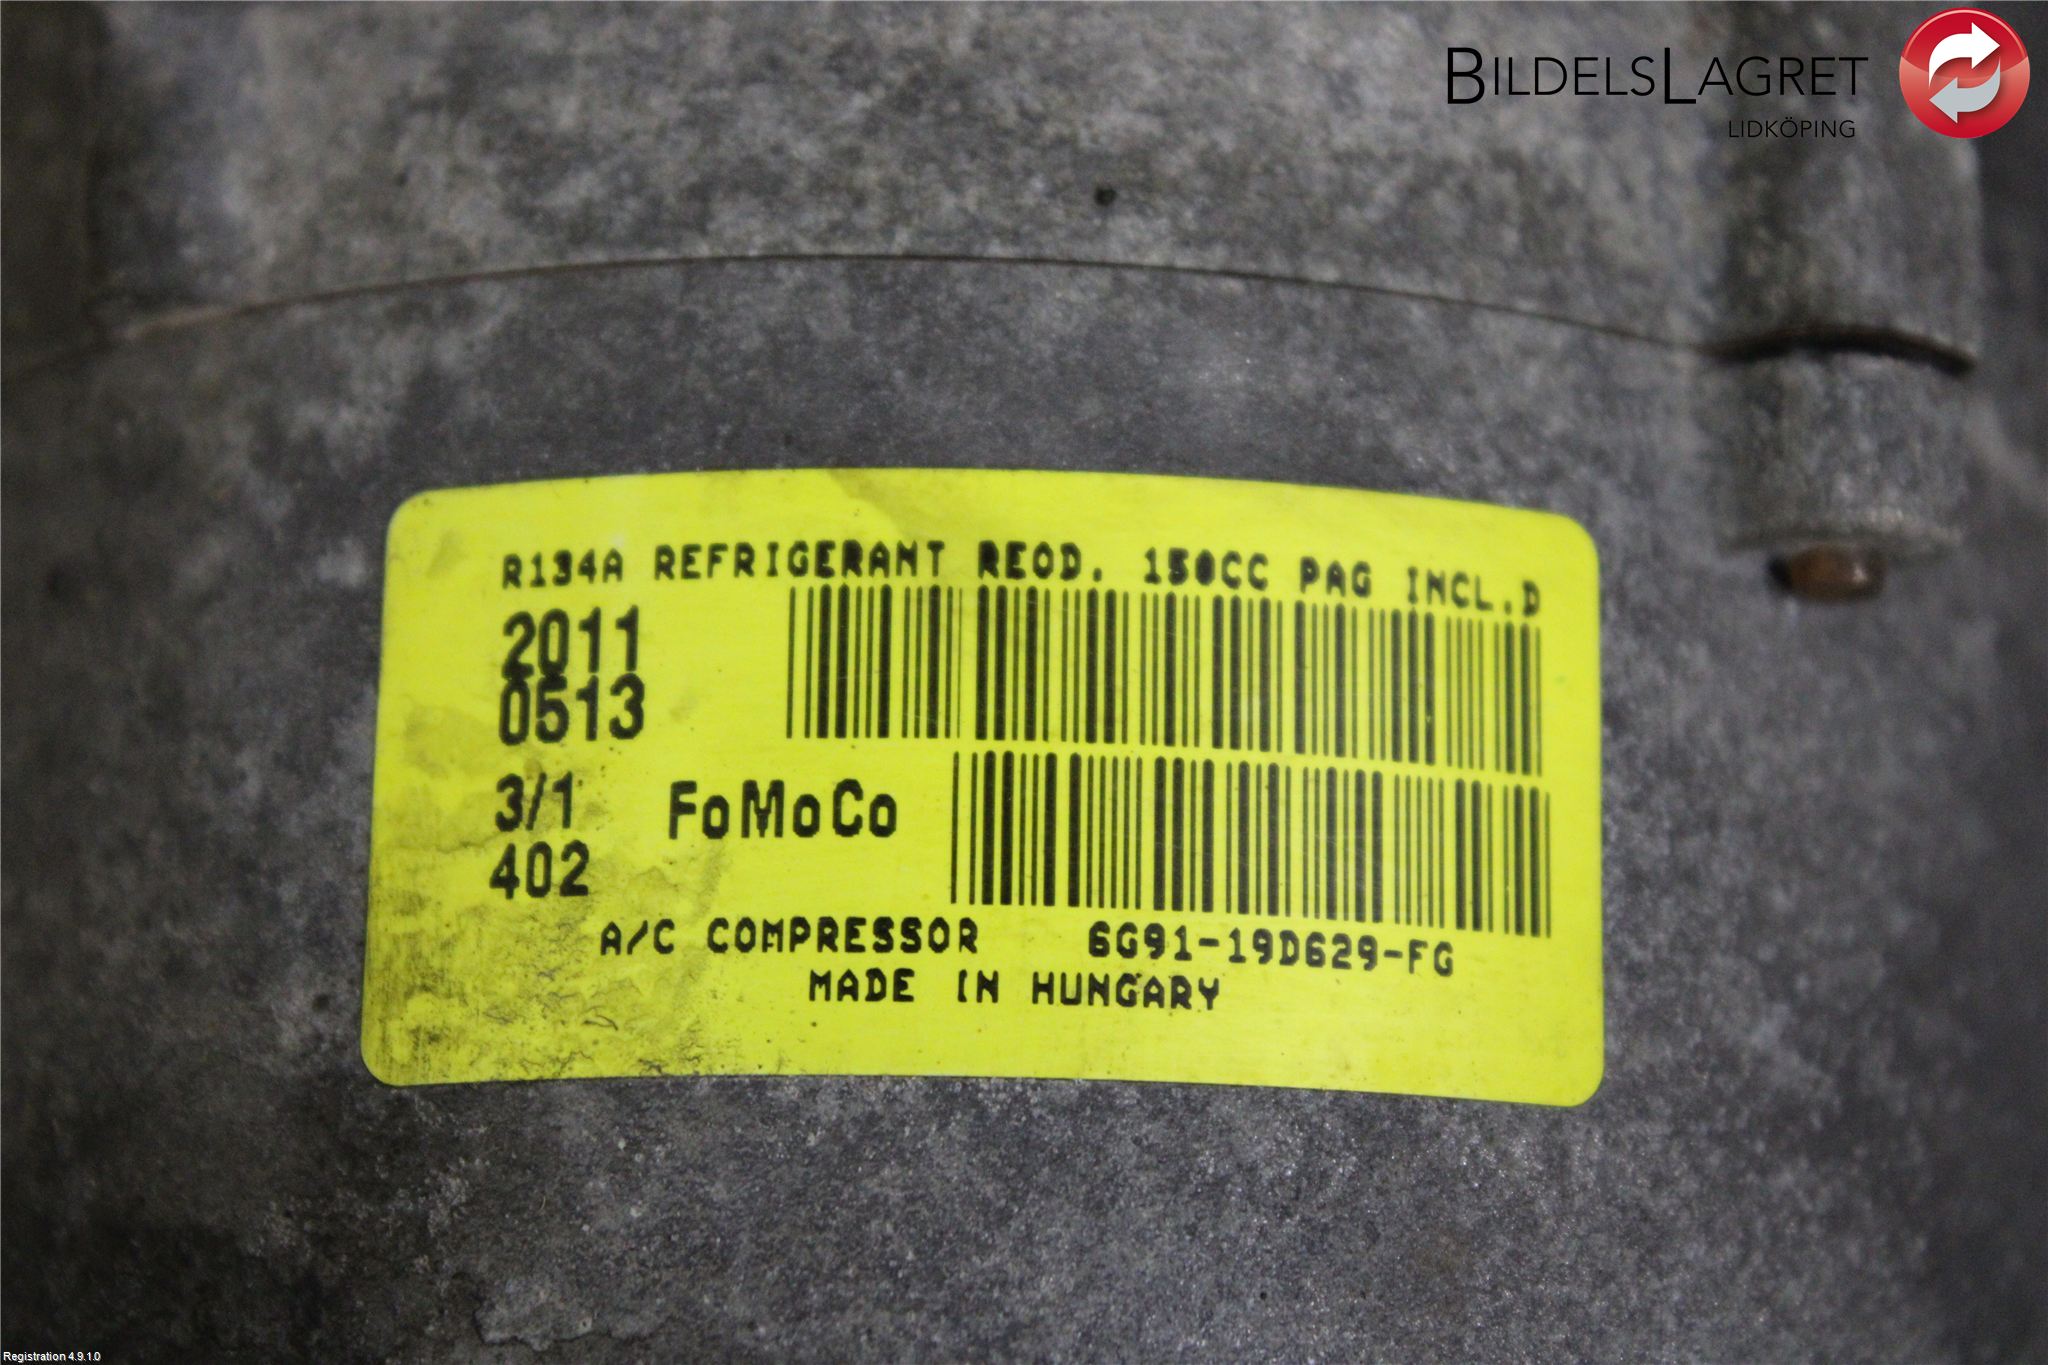 BILDELSLAGRET
LIDKÖPING
R134A REFRIGERANT REQD. 150CC PAG INCL.D
2011
0513
3/1
FoMoCo
402
A/C COMPRESSOR 6G91-19D629-FG
MADE IN HUNGARY
Registration 4.9.1.0